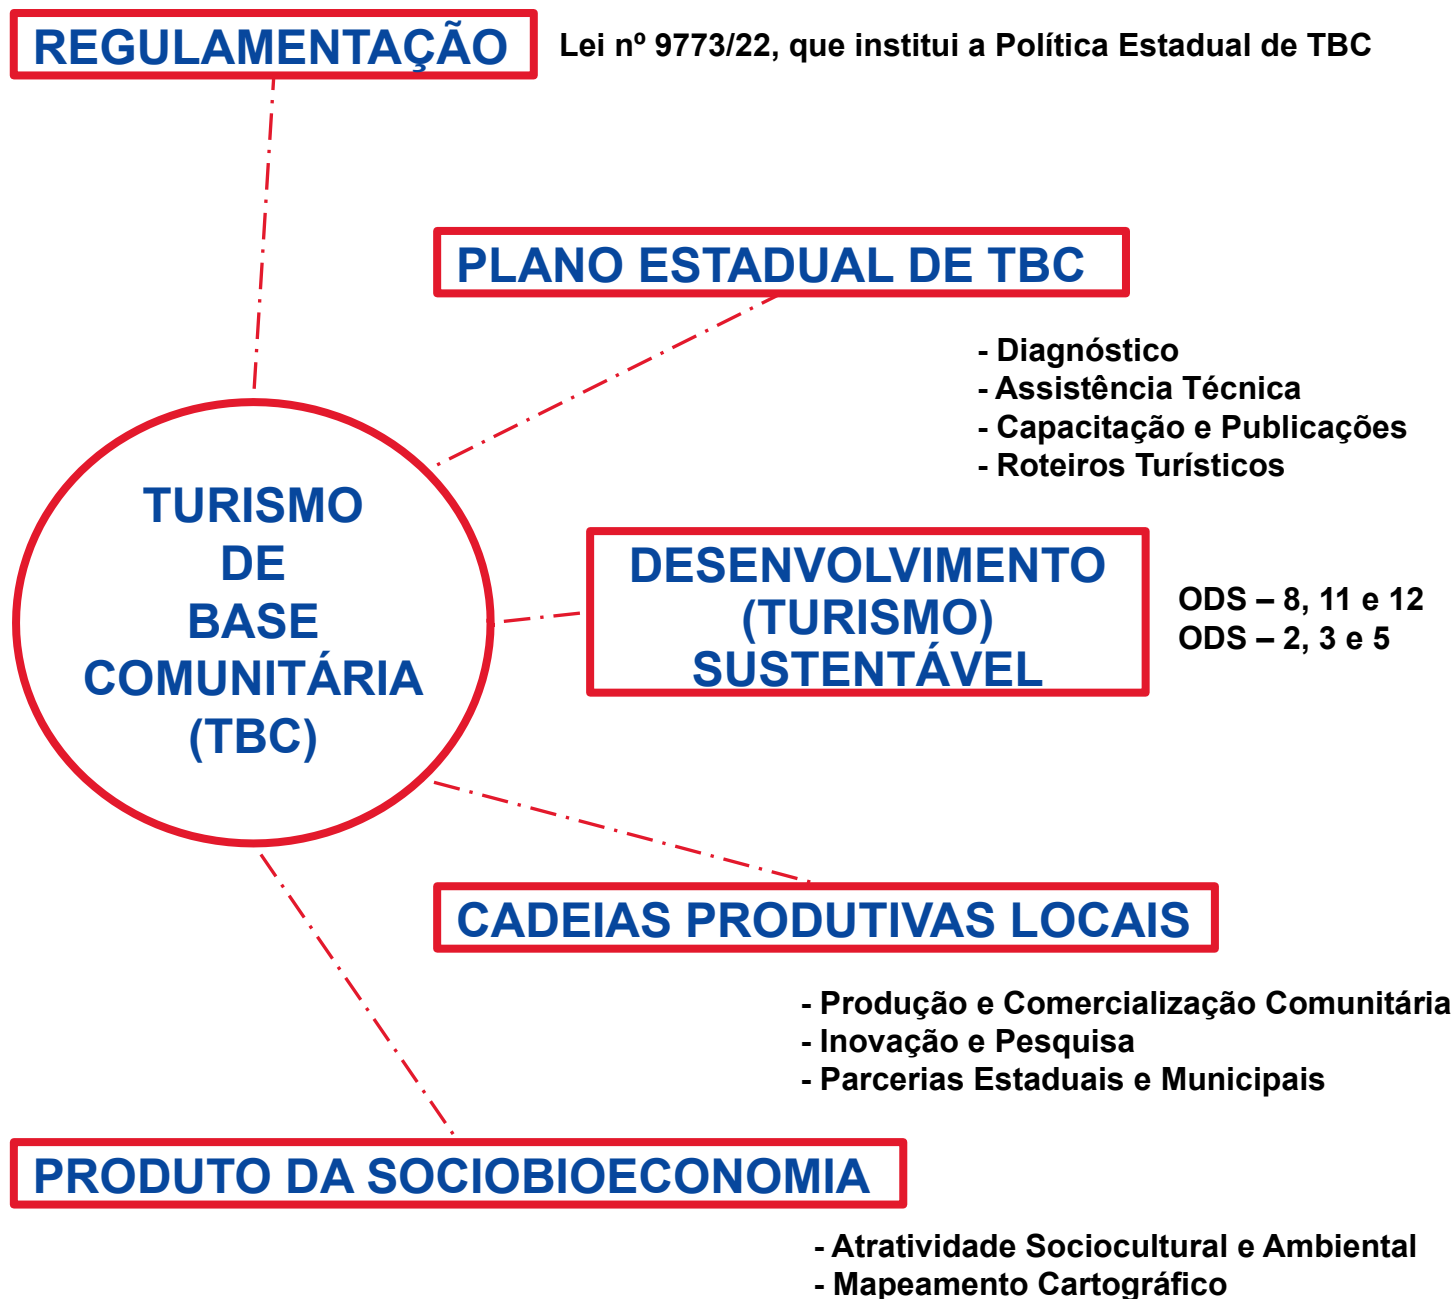 REGULAMENTAÇÃO
Lei nº 9773/22, que institui a Política Estadual de TBC
PLANO ESTADUAL DE TBC
- Diagnóstico
- Assistência Técnica
- Capacitação e Publicações
- Roteiros Turísticos
TURISMO
DE
BASE
COMUNITÁRIA
(TBC)
DESENVOLVIMENTO
(TURISMO)
SUSTENTÁVEL
ODS – 8, 11 e 12
ODS – 2, 3 e 5
CADEIAS PRODUTIVAS LOCAIS
- Produção e Comercialização Comunitária
- Inovação e Pesquisa
- Parcerias Estaduais e Municipais
PRODUTO DA SOCIOBIOECONOMIA
- Atratividade Sociocultural e Ambiental
- Mapeamento Cartográfico